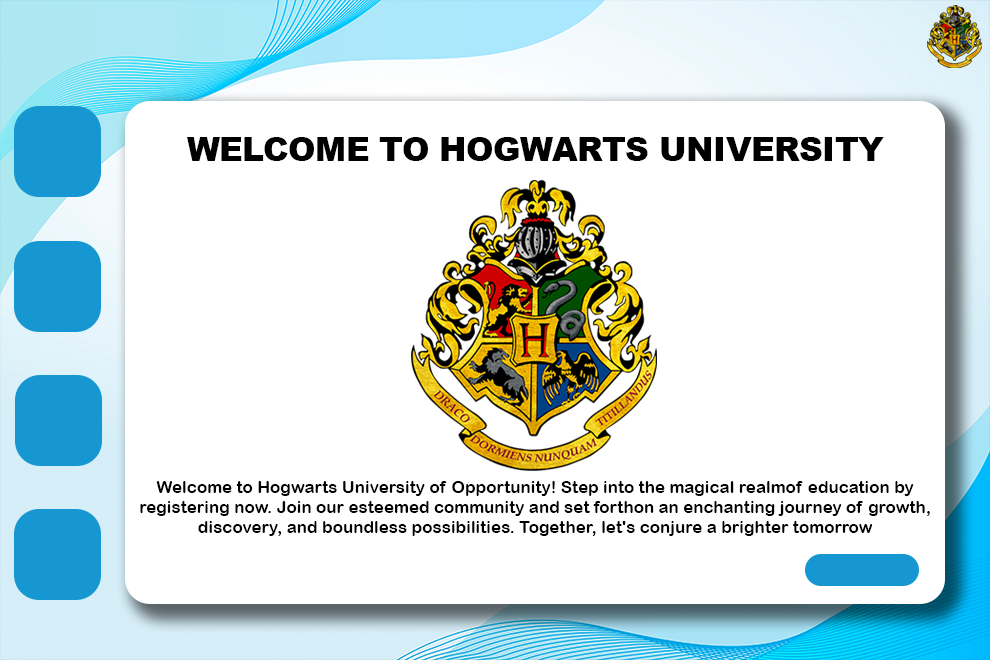 WELCOME TO HOGWARTS UNIVERSITY
H
DRACO
DORMIENS NUNQUAM
TITILLANDUS
Welcome to Hogwarts University of Opportunity! Step into the magical realmof education by
registering now. Join our esteemed community and set forthon an enchanting journey of growth,
discovery, and boundless possibilities. Together, let's conjure a brighter tomorrow